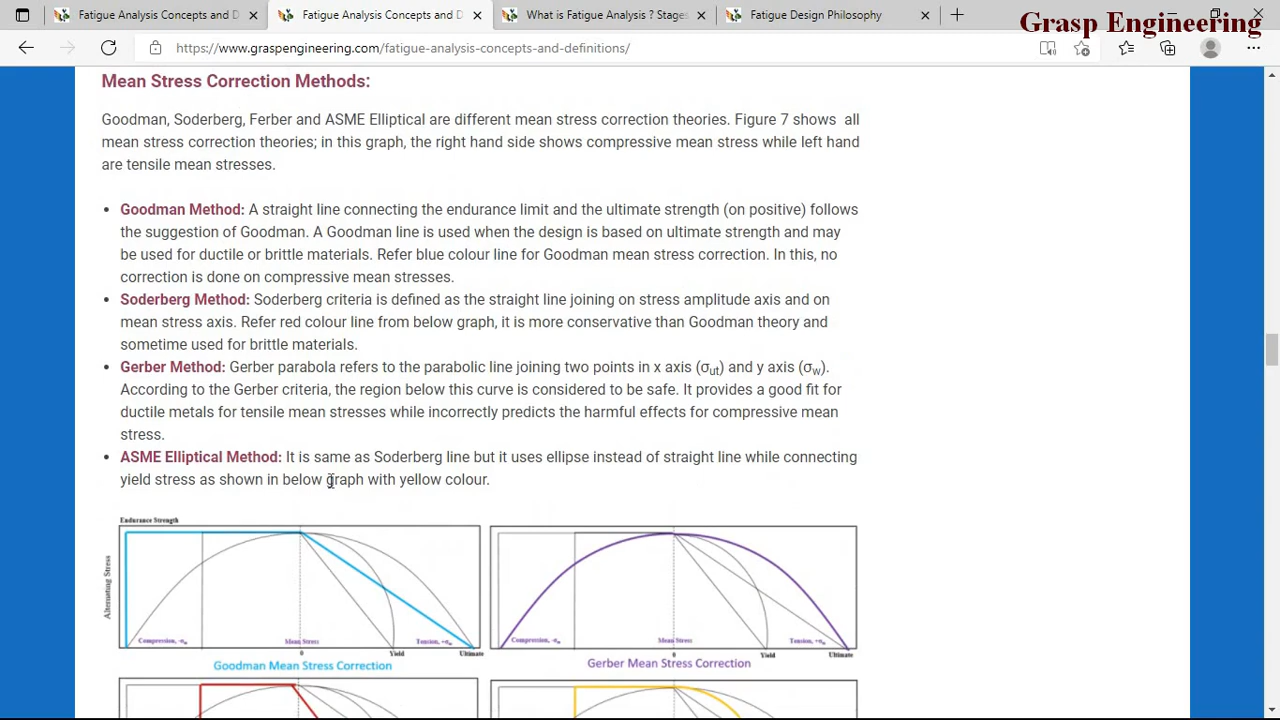 Fatigue Analysis Concepts and D
Fatigue Analysis Concepts and D
What is Fatigue Analysis ? Stages
Fatigue Design Philosophy
Grasp Engineering
https://www.graspengineering.com/fatigue-analysis-concepts-and-definitions/
Mean Stress Correction Methods:
Goodman, Soderberg, Ferber and ASME Elliptical are different mean stress correction theories. Figure 7 shows all
mean stress correction theories; in this graph, the right hand side shows compressive mean stress while left hand
are tensile mean stresses.
• Goodman Method: A straight line connecting the endurance limit and the ultimate strength (on positive) follows
the suggestion of Goodman. A Goodman line is used when the design is based on ultimate strength and may
be used for ductile or brittle materials. Refer blue colour line for Goodman mean stress correction. In this, no
correction is done on compressive mean stresses.
• Soderberg Method: Soderberg criteria is defined as the straight line joining on stress amplitude axis and on
mean stress axis. Refer red colour line from below graph, it is more conservative than Goodman theory and
sometime used for brittle materials.
• Gerber Method: Gerber parabola refers to the parabolic line joining two points in x axis (σut) and y axis (σw).
According to the Gerber criteria, the region below this curve is considered to be safe. It provides a good fit for
ductile metals for tensile mean stresses while incorrectly predicts the harmful effects for compressive mean
stress.
• ASME Elliptical Method: It is same as Soderberg line but it uses ellipse instead of straight line while connecting
yield stress as shown in below graph with yellow colour.
Endurance Strength
Alternating Stress
Compression, -σm
Mean Stress
Tension, +σm
0
Yield
Ultimate
Goodman Mean Stress Correction
Compression, -σm
Mean Stress
Tension, +σm
0
Yield
Ultimate
Gerber Mean Stress Correction